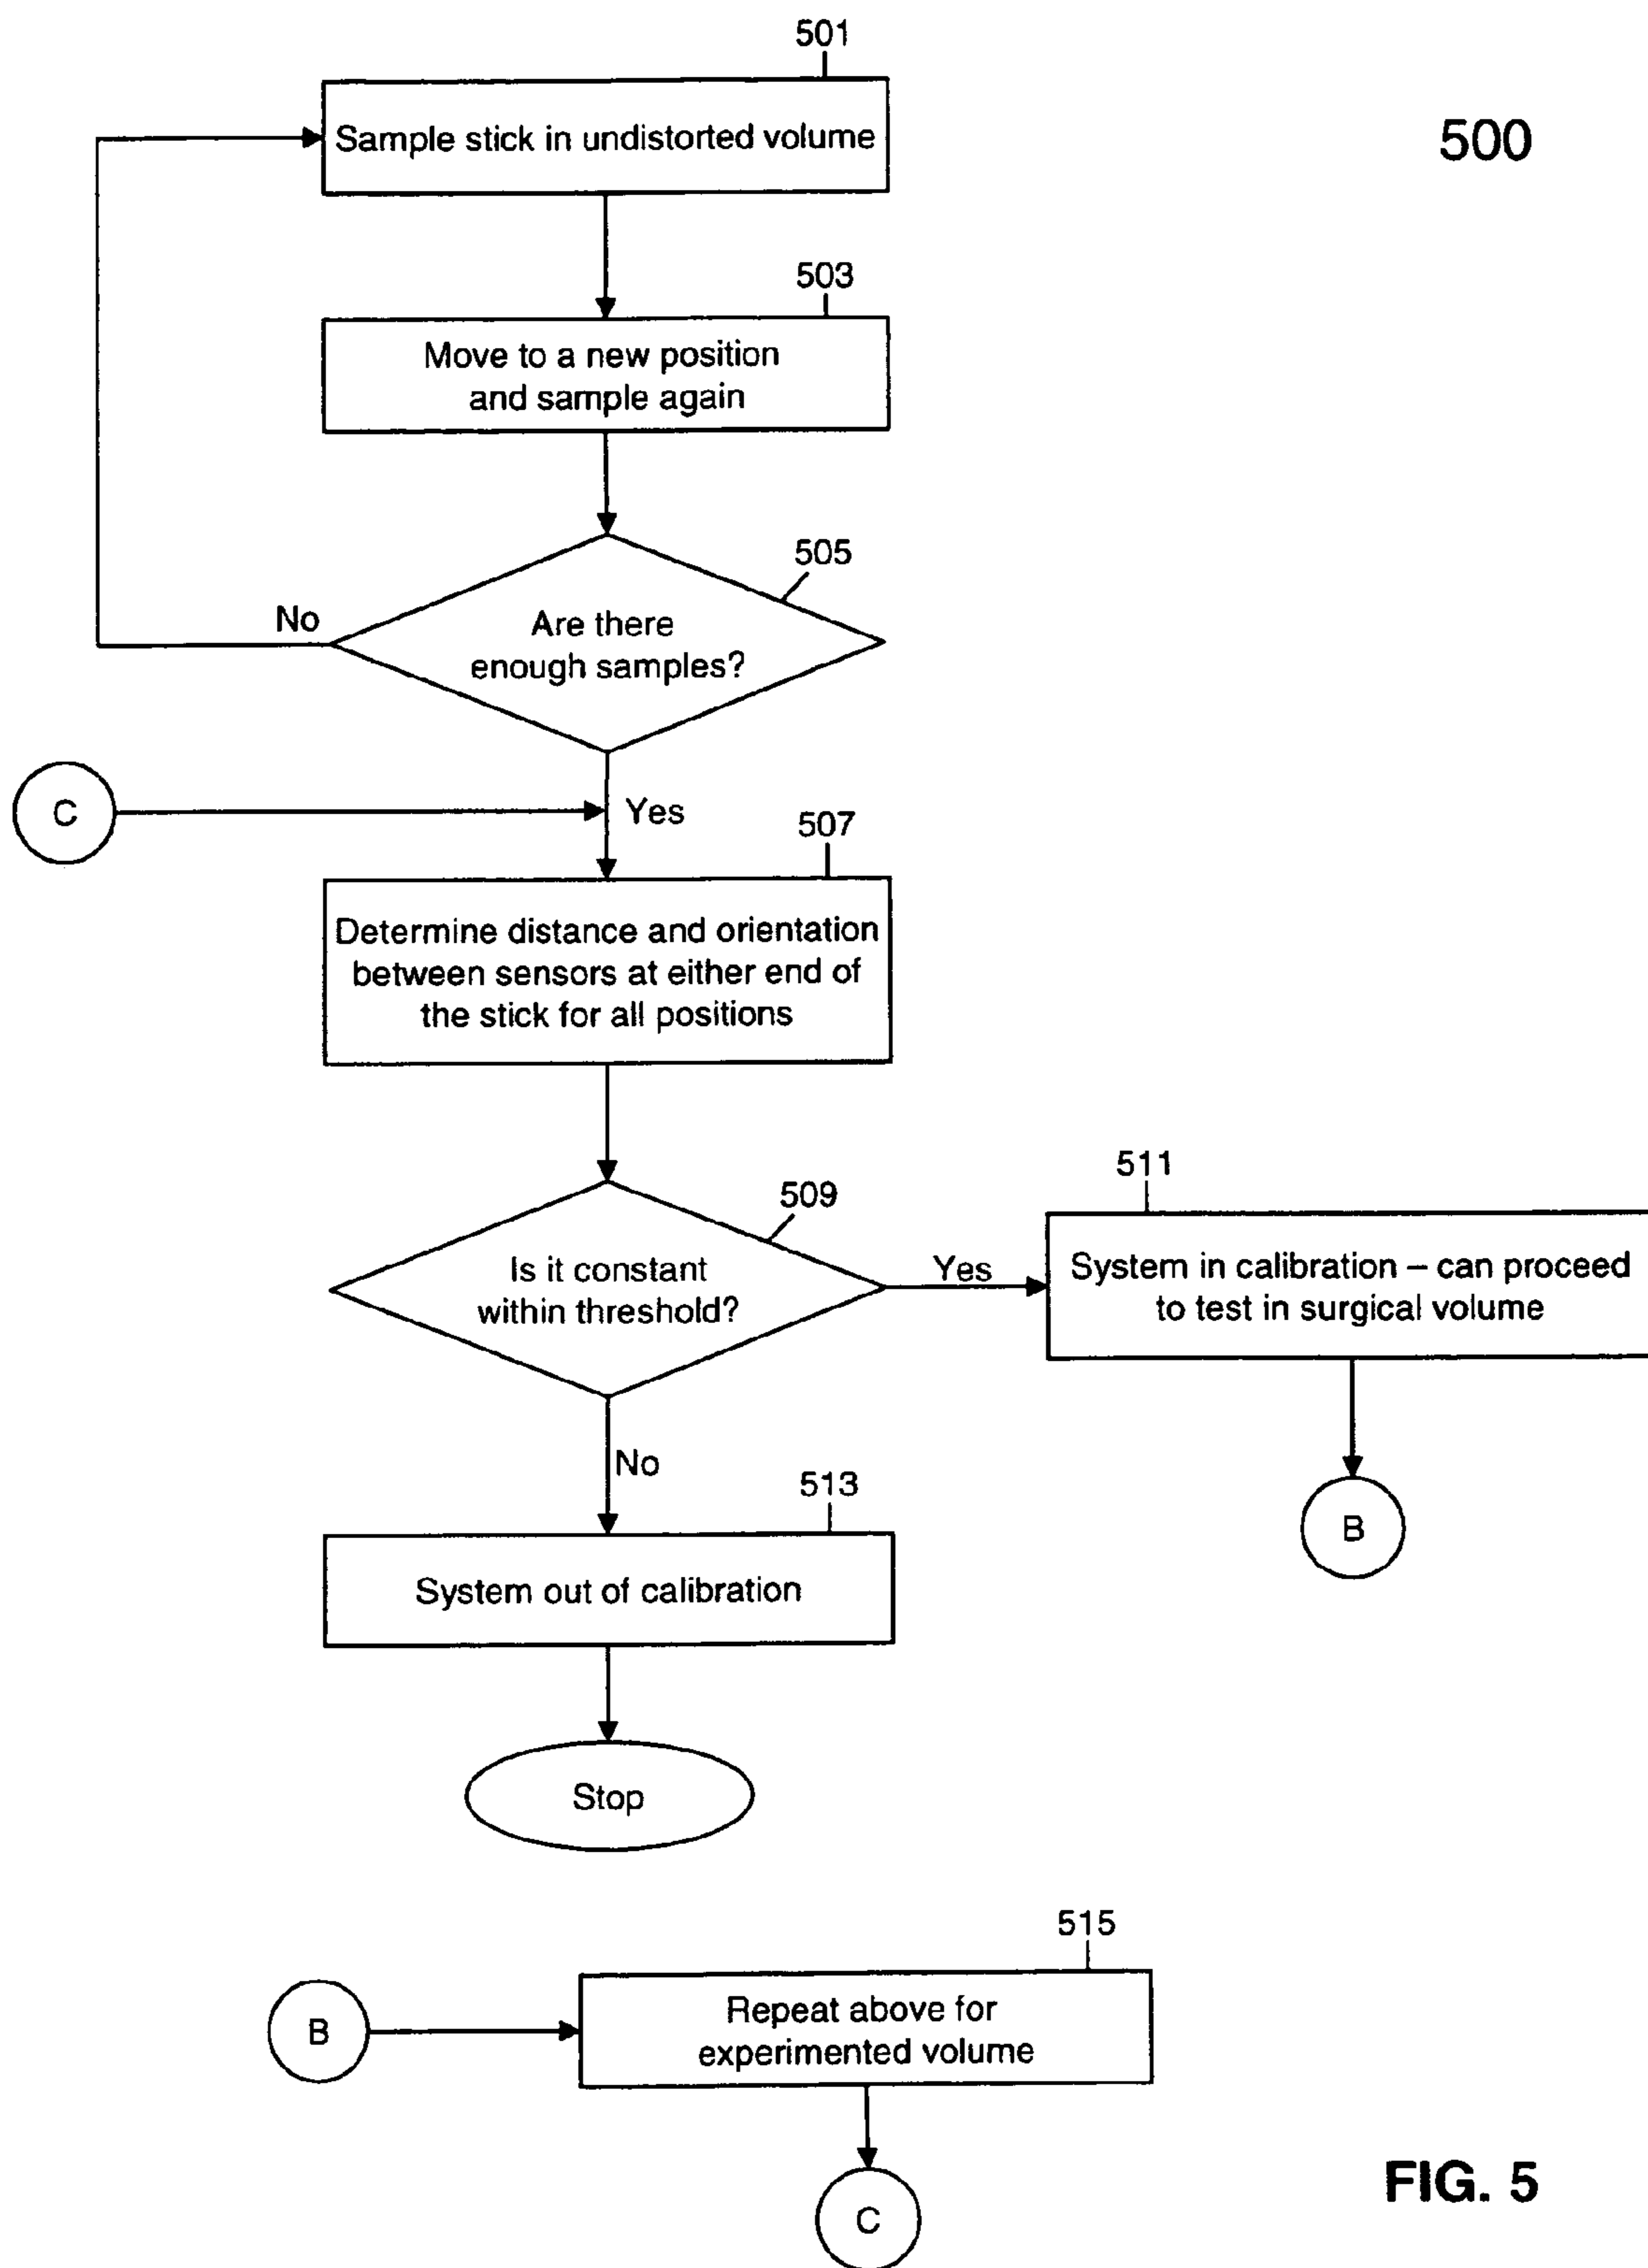 501
Sample stick in undistorted volume
500
503
Move to a new position
and sample again
505
Are there
enough samples?
No
C
Yes
507
Determine distance and orientation
between sensors at either end of
the stick for all positions
509
Is it constant
within threshold?
Yes
511
System in calibration – can proceed
to test in surgical volume
B
No
513
System out of calibration
Stop
515
B
Repeat above for
experimented volume
C
FIG. 5